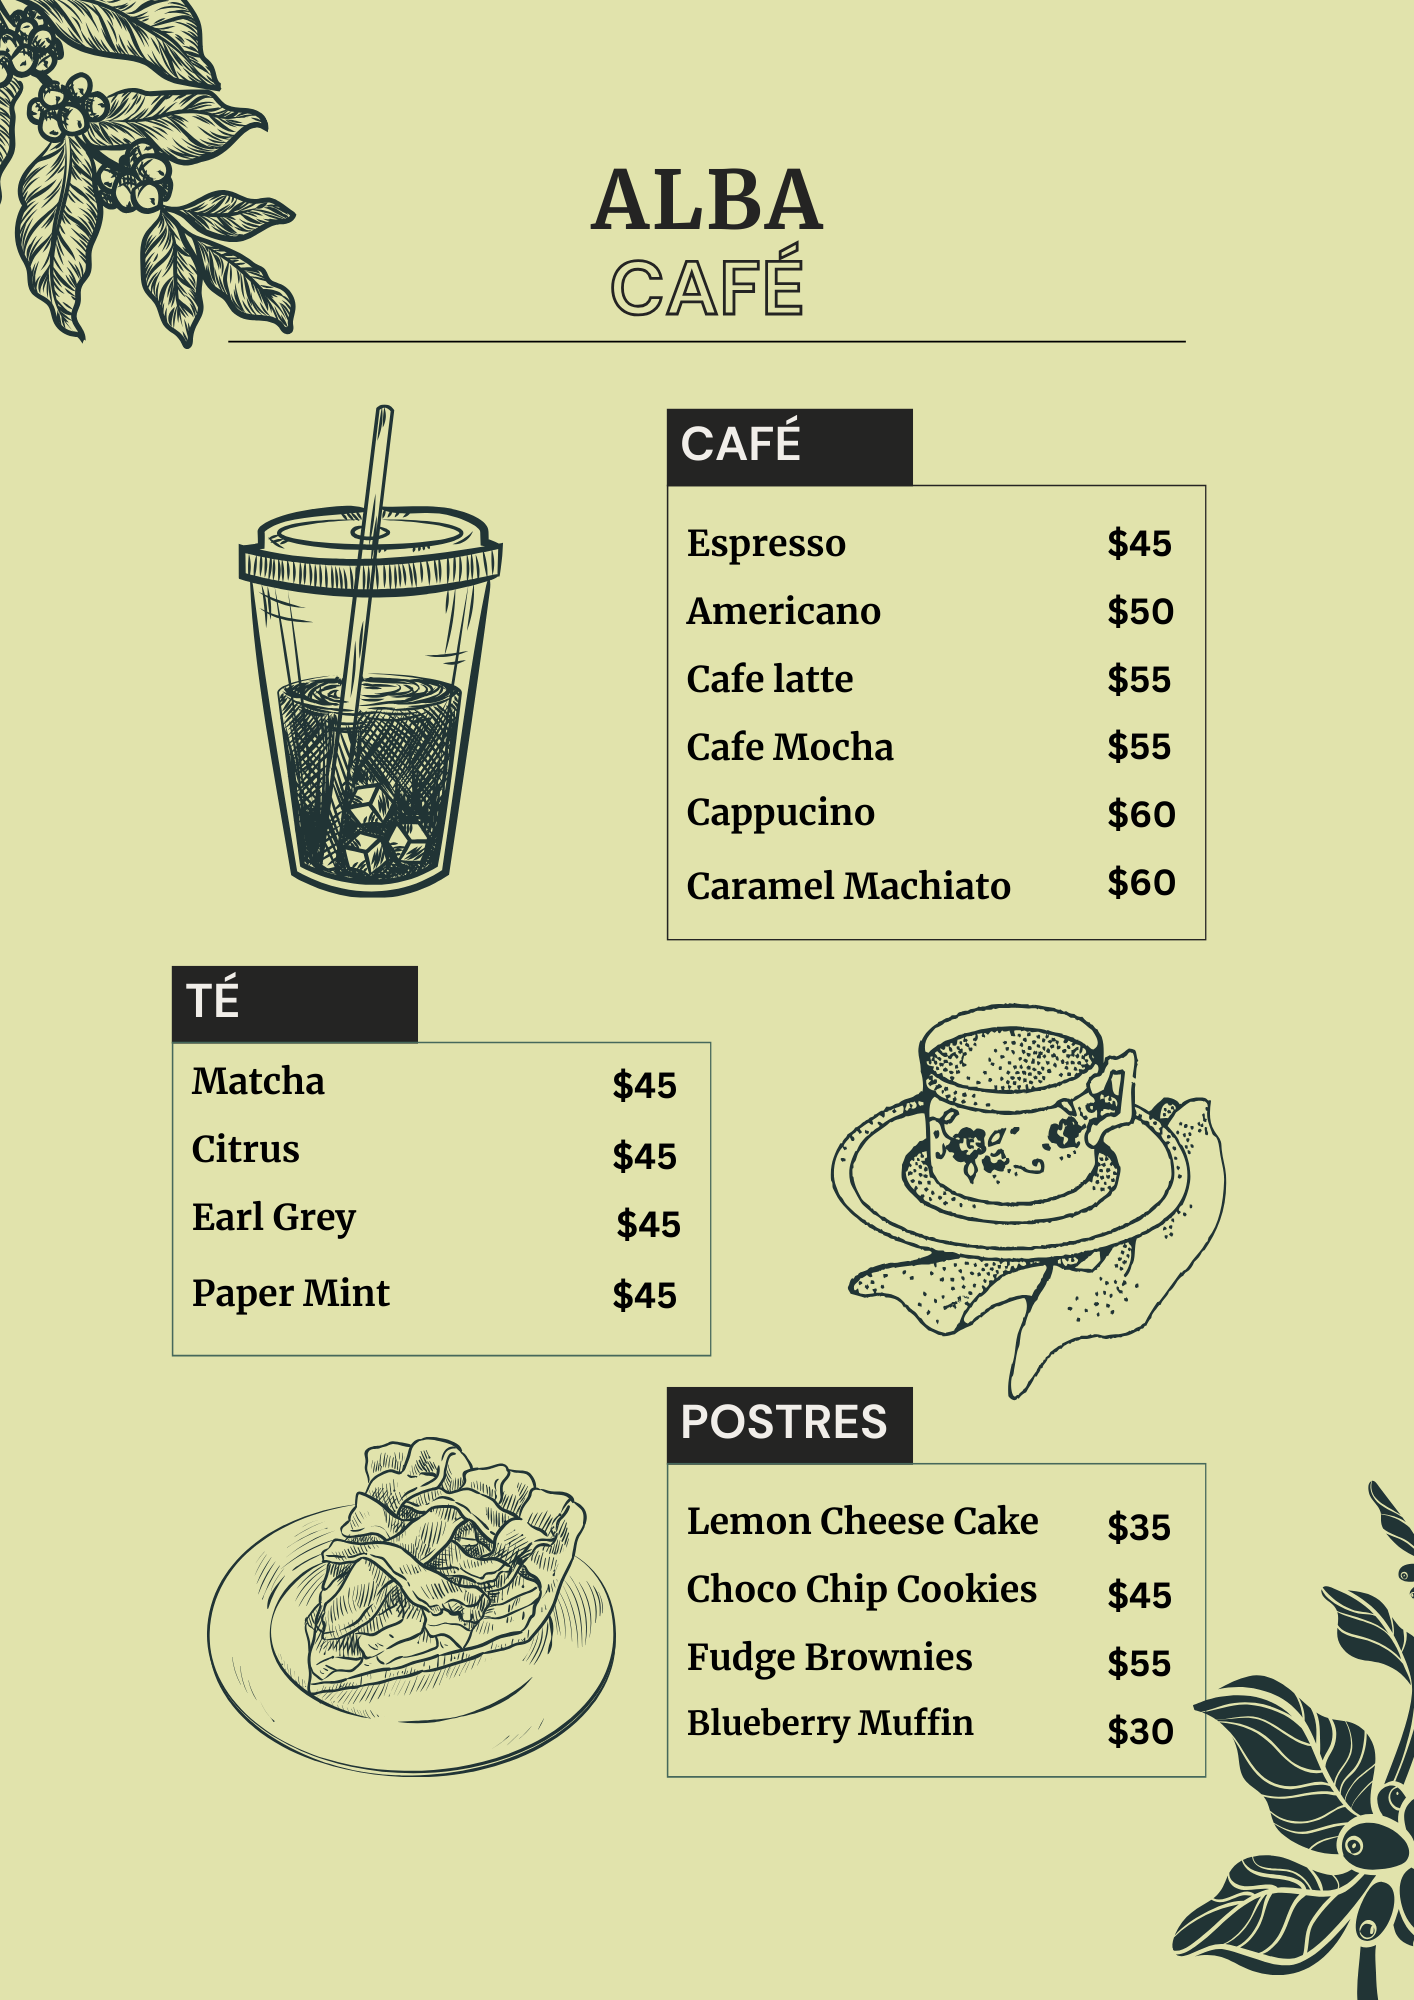 ALBA
CAFÉ
CAFÉ
Espresso $45
Americano $50
Cafe latte $55
Cafe Mocha $55
Cappucino $60
Caramel Machiato $60
TÉ
Matcha $45
Citrus $45
Earl Grey $45
Paper Mint $45
POSTRES
Lemon Cheese Cake $35
Choco Chip Cookies $45
Fudge Brownies $55
Blueberry Muffin $30